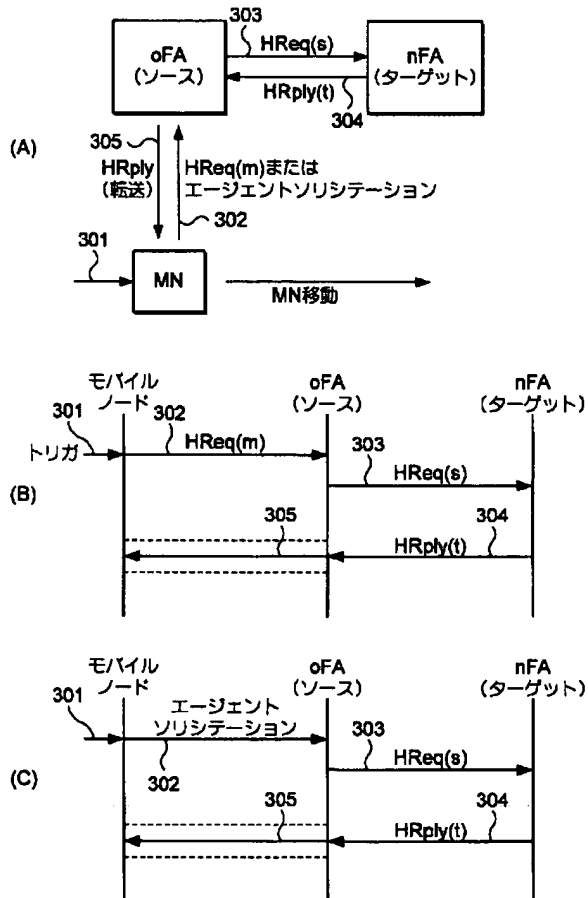 303
oFA
(ソース)
HReq(s)
nFA
(ターゲット)
HRply(t)
304
(A)
305
HRply
(転送)
HReq(m)または
エージェントソリシテーション
302
301
MN
MN移動
モバイル
ノード
oFA
(ソース)
nFA
(ターゲット)
301
302
トリガ
HReq(m)
303
HReq(s)
(B)
305
304
HRply(t)
モバイル
ノード
oFA
(ソース)
nFA
(ターゲット)
301
エージェント
ソリシテーション
302
303
HReq(s)
(C)
305
304
HRply(t)